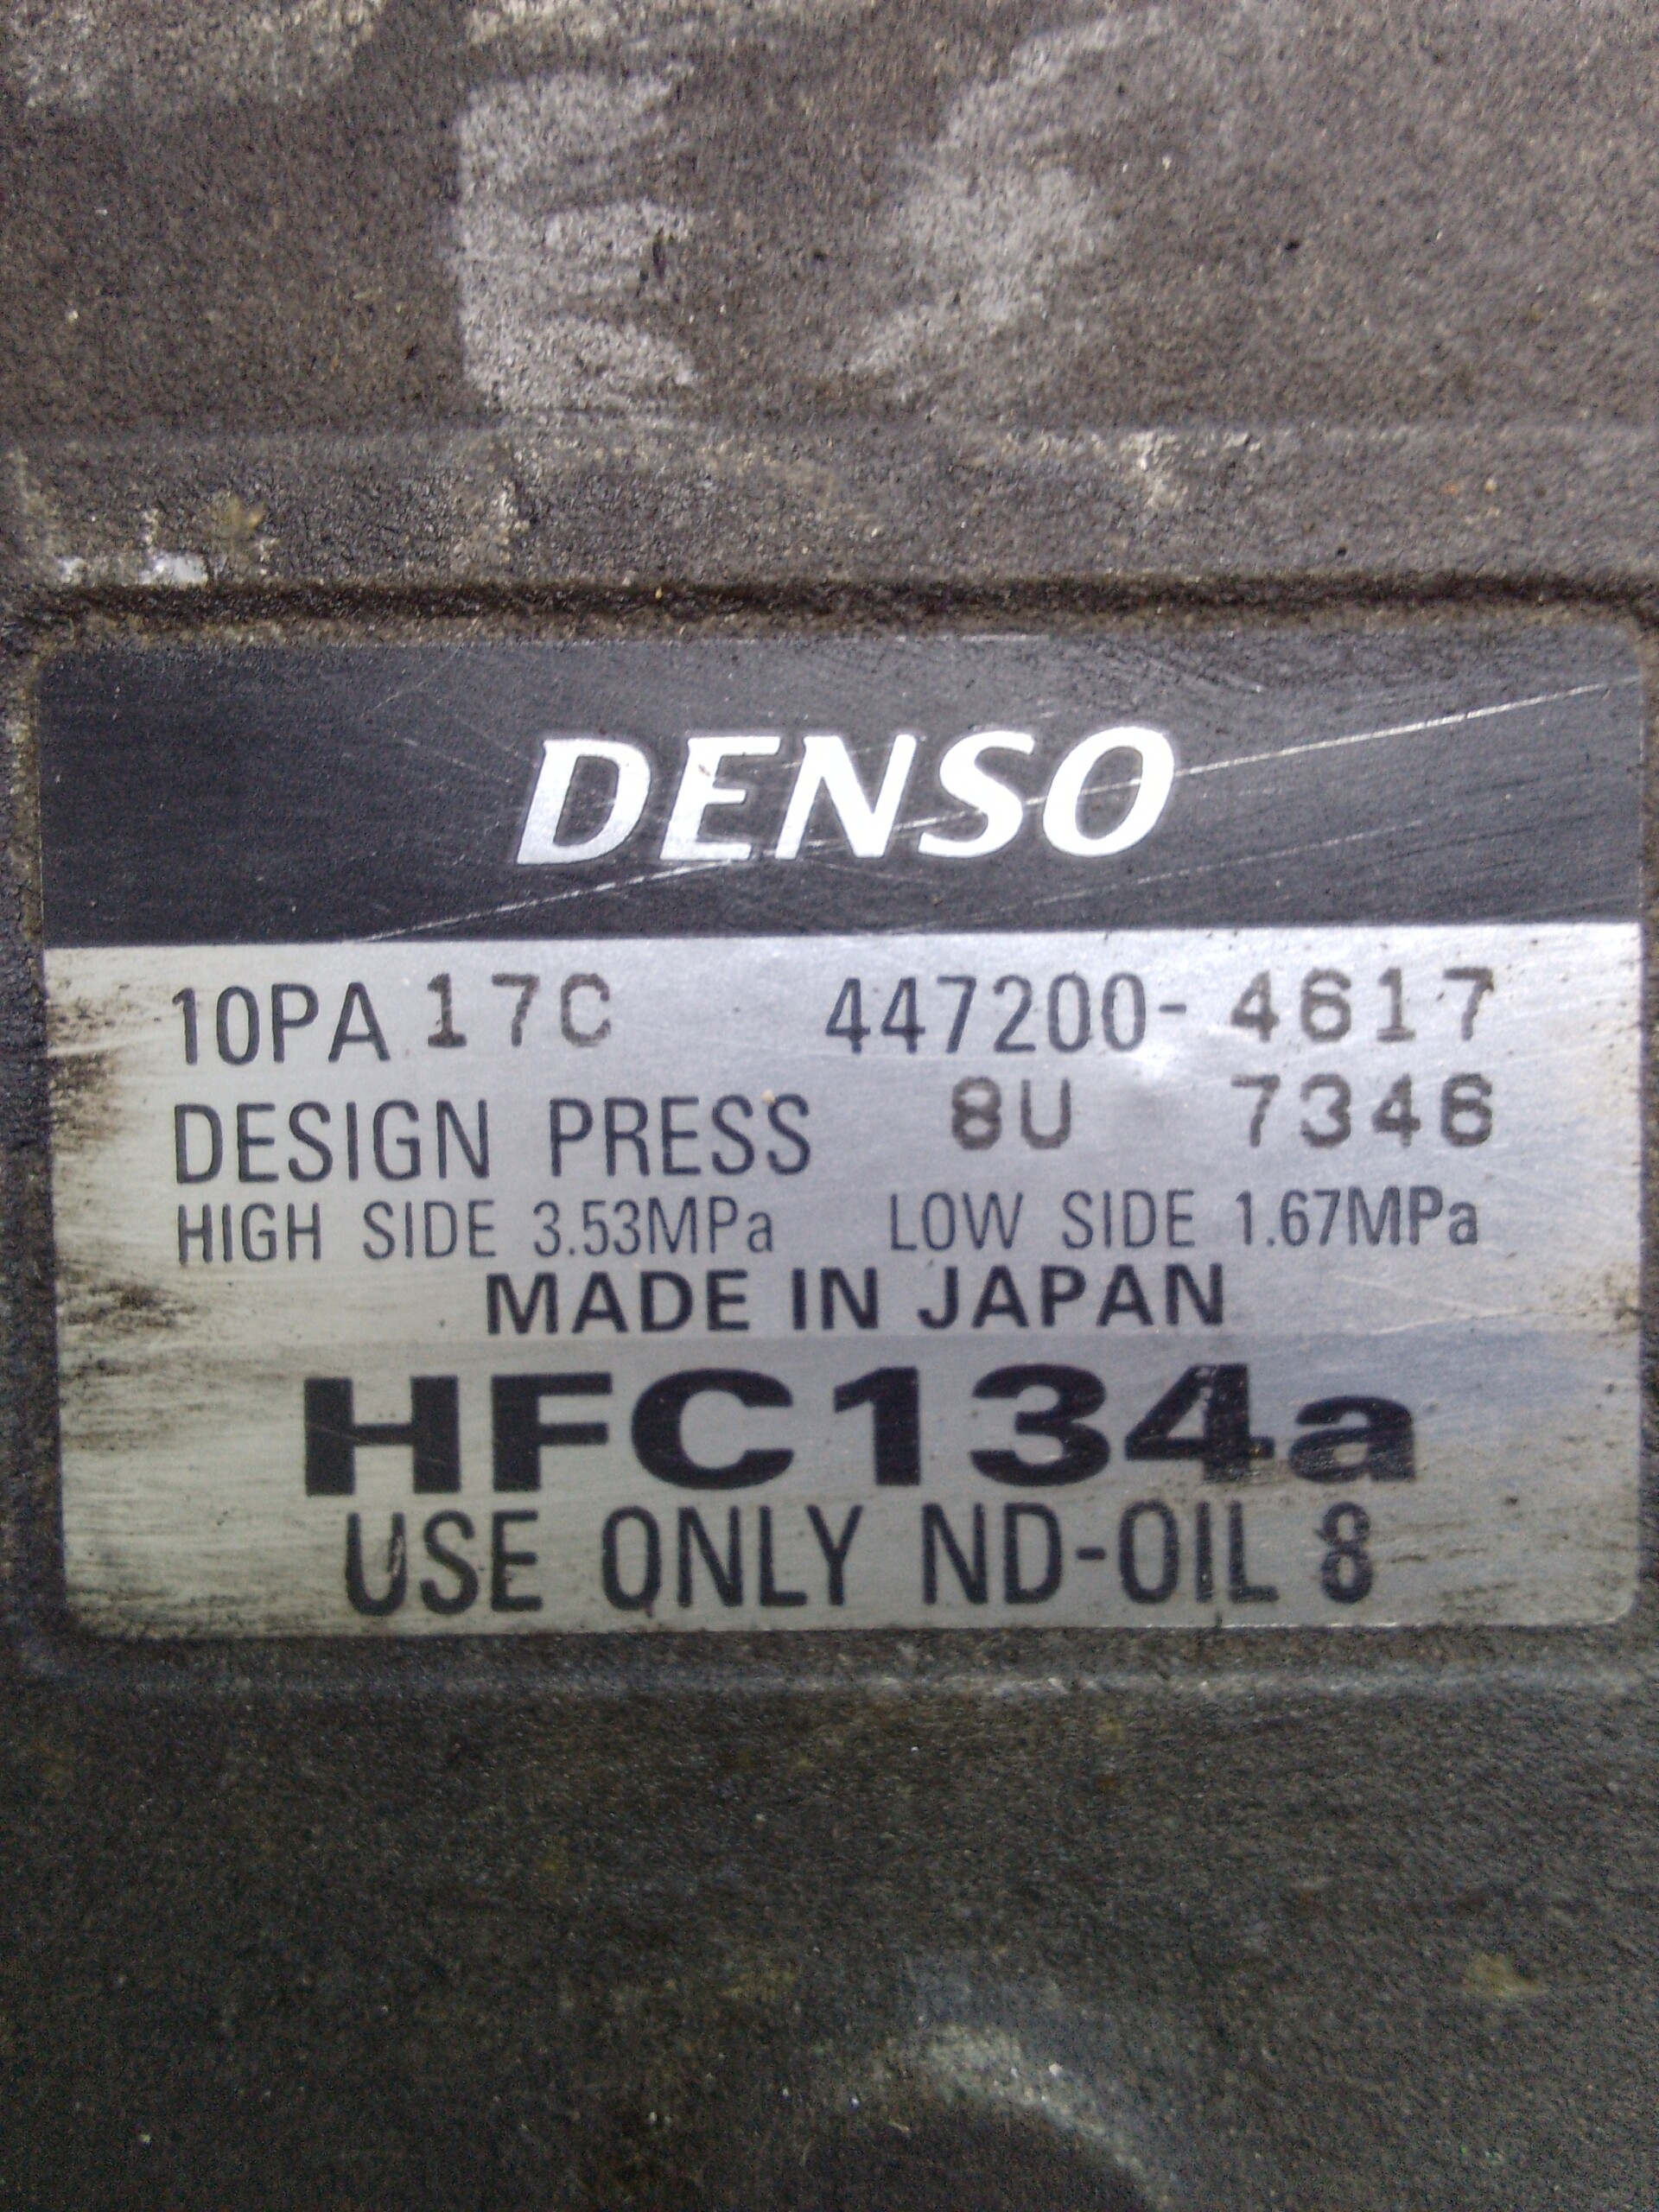 DENSO
10PA 17C 447200-4617
DESIGN PRESS 8U 7346
HIGH SIDE 3.53MPa LOW SIDE 1.67MPa
MADE IN JAPAN
HFC134a
USE ONLY ND-OIL 8